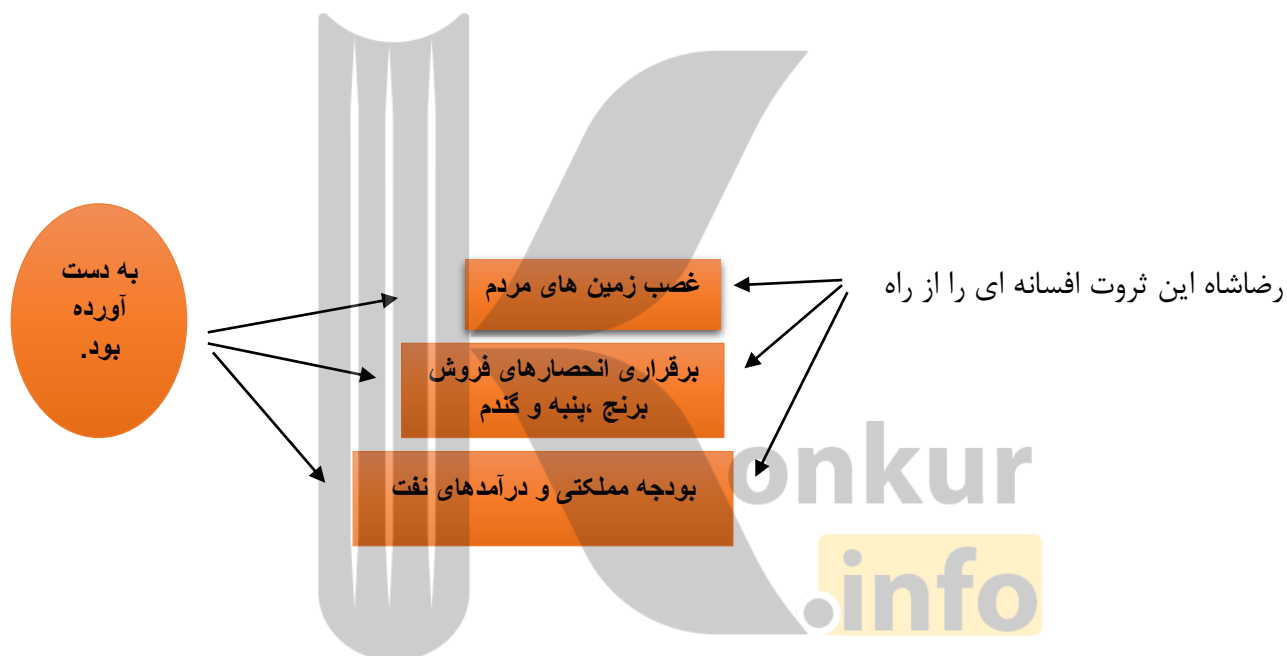 رضاشاه این ثروت افسانه ای را از راه
غصب زمین های مردم
برقراری انحصارهای فروش
برنج ،پنبه و گندم
بودجه مملکتی و درآمدهای نفت
به دست
آورده
بود.
onkur
.info